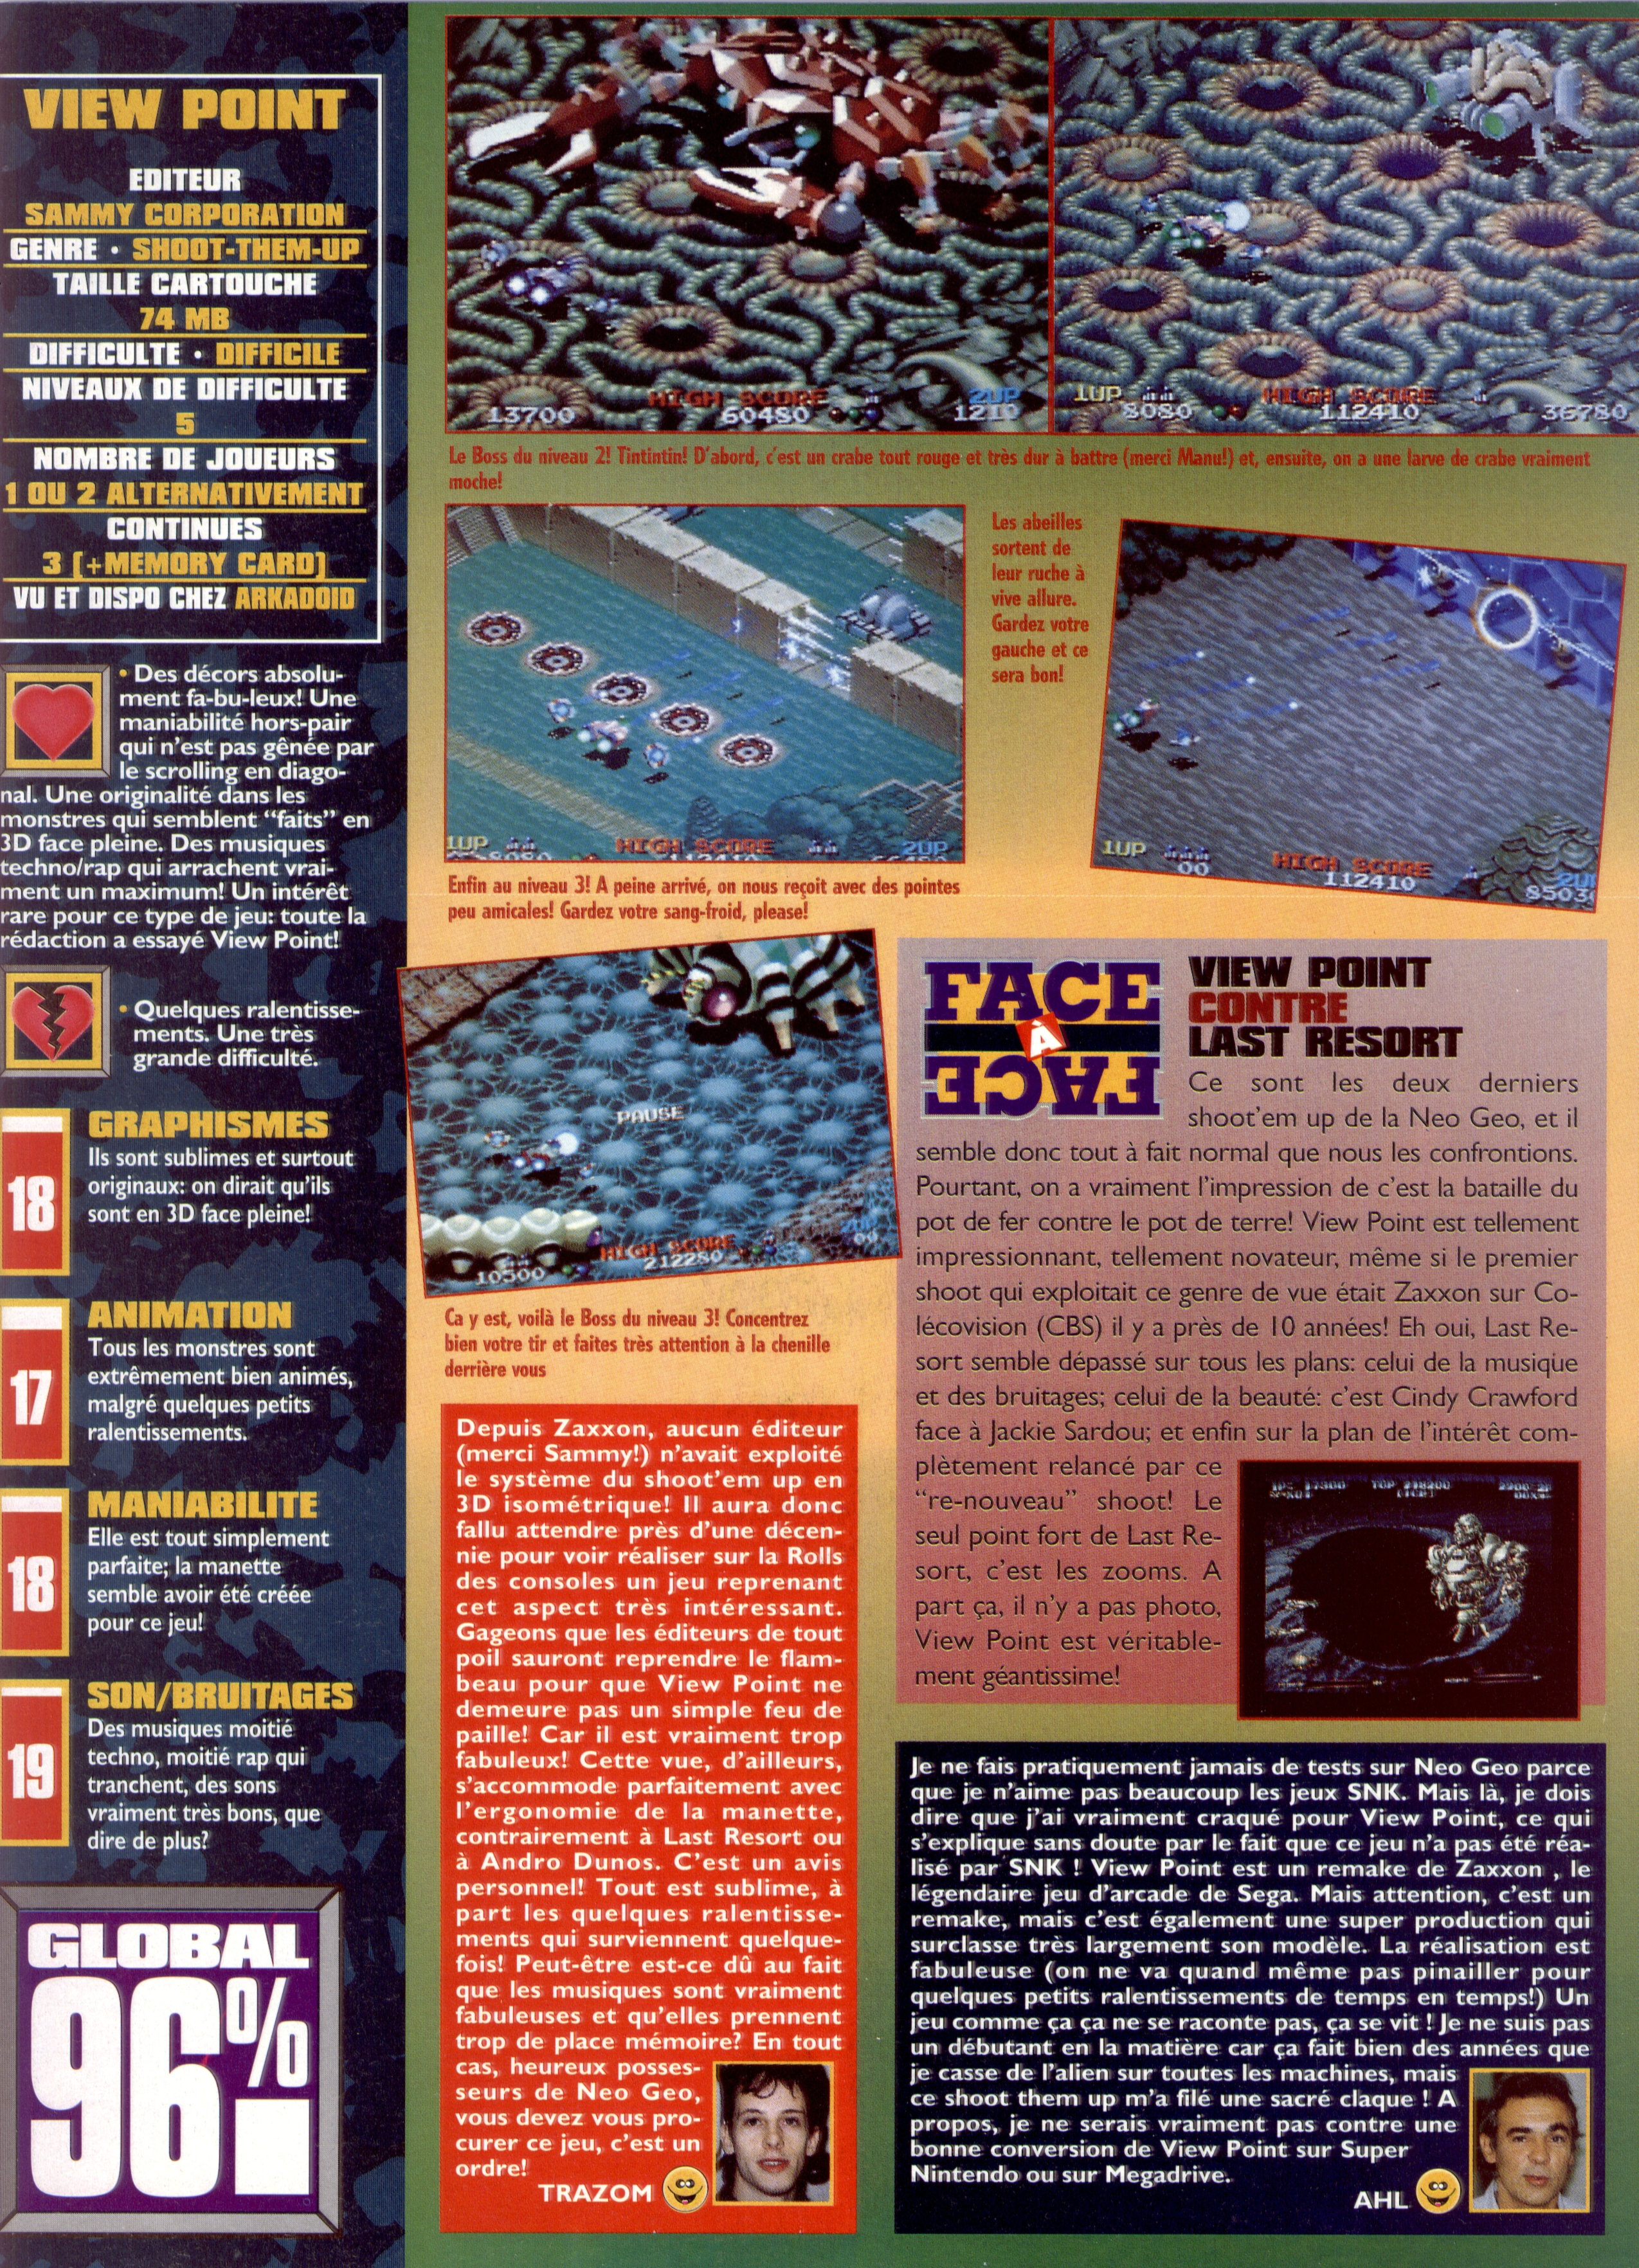 VIEW POINT
EDITEUR
SAMMY CORPORATION
GENRE • SHOOT-THEM-UP
TAILLE CARTOUCHE
74 MB
DIFFICULTE • DIFFICILE
NIVEAUX DE DIFFICULTE
5
NOMBRE DE JOUEURS
1 OU 2 ALTERNATIVEMENT
CONTINUES
3 (+MEMORY CARD)
VU ET DISPO CHEZ ARKADOID
• Des décors absolu-
ment fa-bu-leux! Une
maniabilité hors-pair
qui n'est pas gênée par
le scrolling en diago-
nal. Une originalité dans les
monstres qui semblent "faits" en
3D face pleine. Des musiques
techno/rap qui arrachent vrai-
ment un maximum! Un intérêt
rare pour ce type de jeu: toute la
rédaction a essayé View Point!
• Quelques ralentisse-
ments. Une très
grande difficulté.
18
GRAPHISMES
Ils sont sublimes et surtout
originaux: on dirait qu'ils
sont en 3D face pleine!
17
ANIMATION
Tous les monstres sont
extrêmement bien animés,
malgré quelques petits
ralentissements.
18
MANIABILITE
Elle est tout simplement
parfaite; la manette
semble avoir été créée
pour ce jeu!
19
SON/BRUITAGES
Des musiques moitié
techno, moitié rap qui
tranchent, des sons
vraiment très bons, que
dire de plus?
GLOBAL
96%
HIGH SCORE 2UP
13700 60480 1210
1UP HIGH SCORE
8080 112410 36780
Le Boss du niveau 2! Tintintin! D'abord, c'est un crabe tout rouge et très dur à battre (merci Manu!) et, ensuite, on a une larve de crabe vraiment
moche!
1UP HIGH SCORE 2UP
8080 112410
Enfin au niveau 3! A peine arrivé, on nous reçoit avec des pointes
peu amicales! Gardez votre sang-froid, please!
Les abeilles
sortent de
leur ruche à
vive allure.
Gardez votre
gauche et ce
sera bon!
1UP HIGH SCORE 2UP
00 112410 8503
PAUSE
HIGH SCORE 2UP
10500 212280 00
Ca y est, voilà le Boss du niveau 3! Concentrez
bien votre tir et faites très attention à la chenille
derrière vous
FACE
À
FACE
VIEW POINT
CONTRE
LAST RESORT
Ce sont les deux derniers
shoot'em up de la Neo Geo, et il
semble donc tout à fait normal que nous les confrontions.
Pourtant, on a vraiment l'impression de c'est la bataille du
pot de fer contre le pot de terre! View Point est tellement
impressionnant, tellement novateur, même si le premier
shoot qui exploitait ce genre de vue était Zaxxon sur Co-
lécovision (CBS) il y a près de 10 années! Eh oui, Last Re-
sort semble dépassé sur tous les plans: celui de la musique
et des bruitages; celui de la beauté: c'est Cindy Crawford
face à Jackie Sardou; et enfin sur la plan de l'intérêt com-
plètement relancé par ce
"re-nouveau" shoot! Le
seul point fort de Last Re-
sort, c'est les zooms. A
part ça, il n'y a pas photo,
View Point est véritable-
ment géantissime!
Depuis Zaxxon, aucun éditeur
(merci Sammy!) n'avait exploité
le système du shoot'em up en
3D isométrique! Il aura donc
fallu attendre près d'une décen-
nie pour voir réaliser sur la Rolls
des consoles un jeu reprenant
cet aspect très intéressant.
Gageons que les éditeurs de tout
poil sauront reprendre le flam-
beau pour que View Point ne
demeure pas un simple feu de
paille! Car il est vraiment trop
fabuleux! Cette vue, d'ailleurs,
s'accommode parfaitement avec
l'ergonomie de la manette,
contrairement à Last Resort ou
à Andro Dunos. C'est un avis
personnel! Tout est sublime, à
part les quelques ralentisse-
ments qui surviennent quelque-
fois! Peut-être est-ce dû au fait
que les musiques sont vraiment
fabuleuses et qu'elles prennent
trop de place mémoire? En tout
cas, heureux posses-
seurs de Neo Geo,
vous devez vous pro-
curer ce jeu, c'est un
ordre!
TRAZOM
Je ne fais pratiquement jamais de tests sur Neo Geo parce
que je n'aime pas beaucoup les jeux SNK. Mais là, je dois
dire que j'ai vraiment craqué pour View Point, ce qui
s'explique sans doute par le fait que ce jeu n'a pas été réa-
lisé par SNK ! View Point est un remake de Zaxxon , le
légendaire jeu d'arcade de Sega. Mais attention, c'est un
remake, mais c'est également une super production qui
surclasse très largement son modèle. La réalisation est
fabuleuse (on ne va quand même pas pinailler pour
quelques petits ralentissements de temps en temps!) Un
jeu comme ça ça ne se raconte pas, ça se vit ! Je ne suis pas
un débutant en la matière car ça fait bien des années que
je casse de l'alien sur toutes les machines, mais
ce shoot them up m'a filé une sacré claque ! A
propos, je ne serais vraiment pas contre une
bonne conversion de View Point sur Super
Nintendo ou sur Megadrive.
AHL